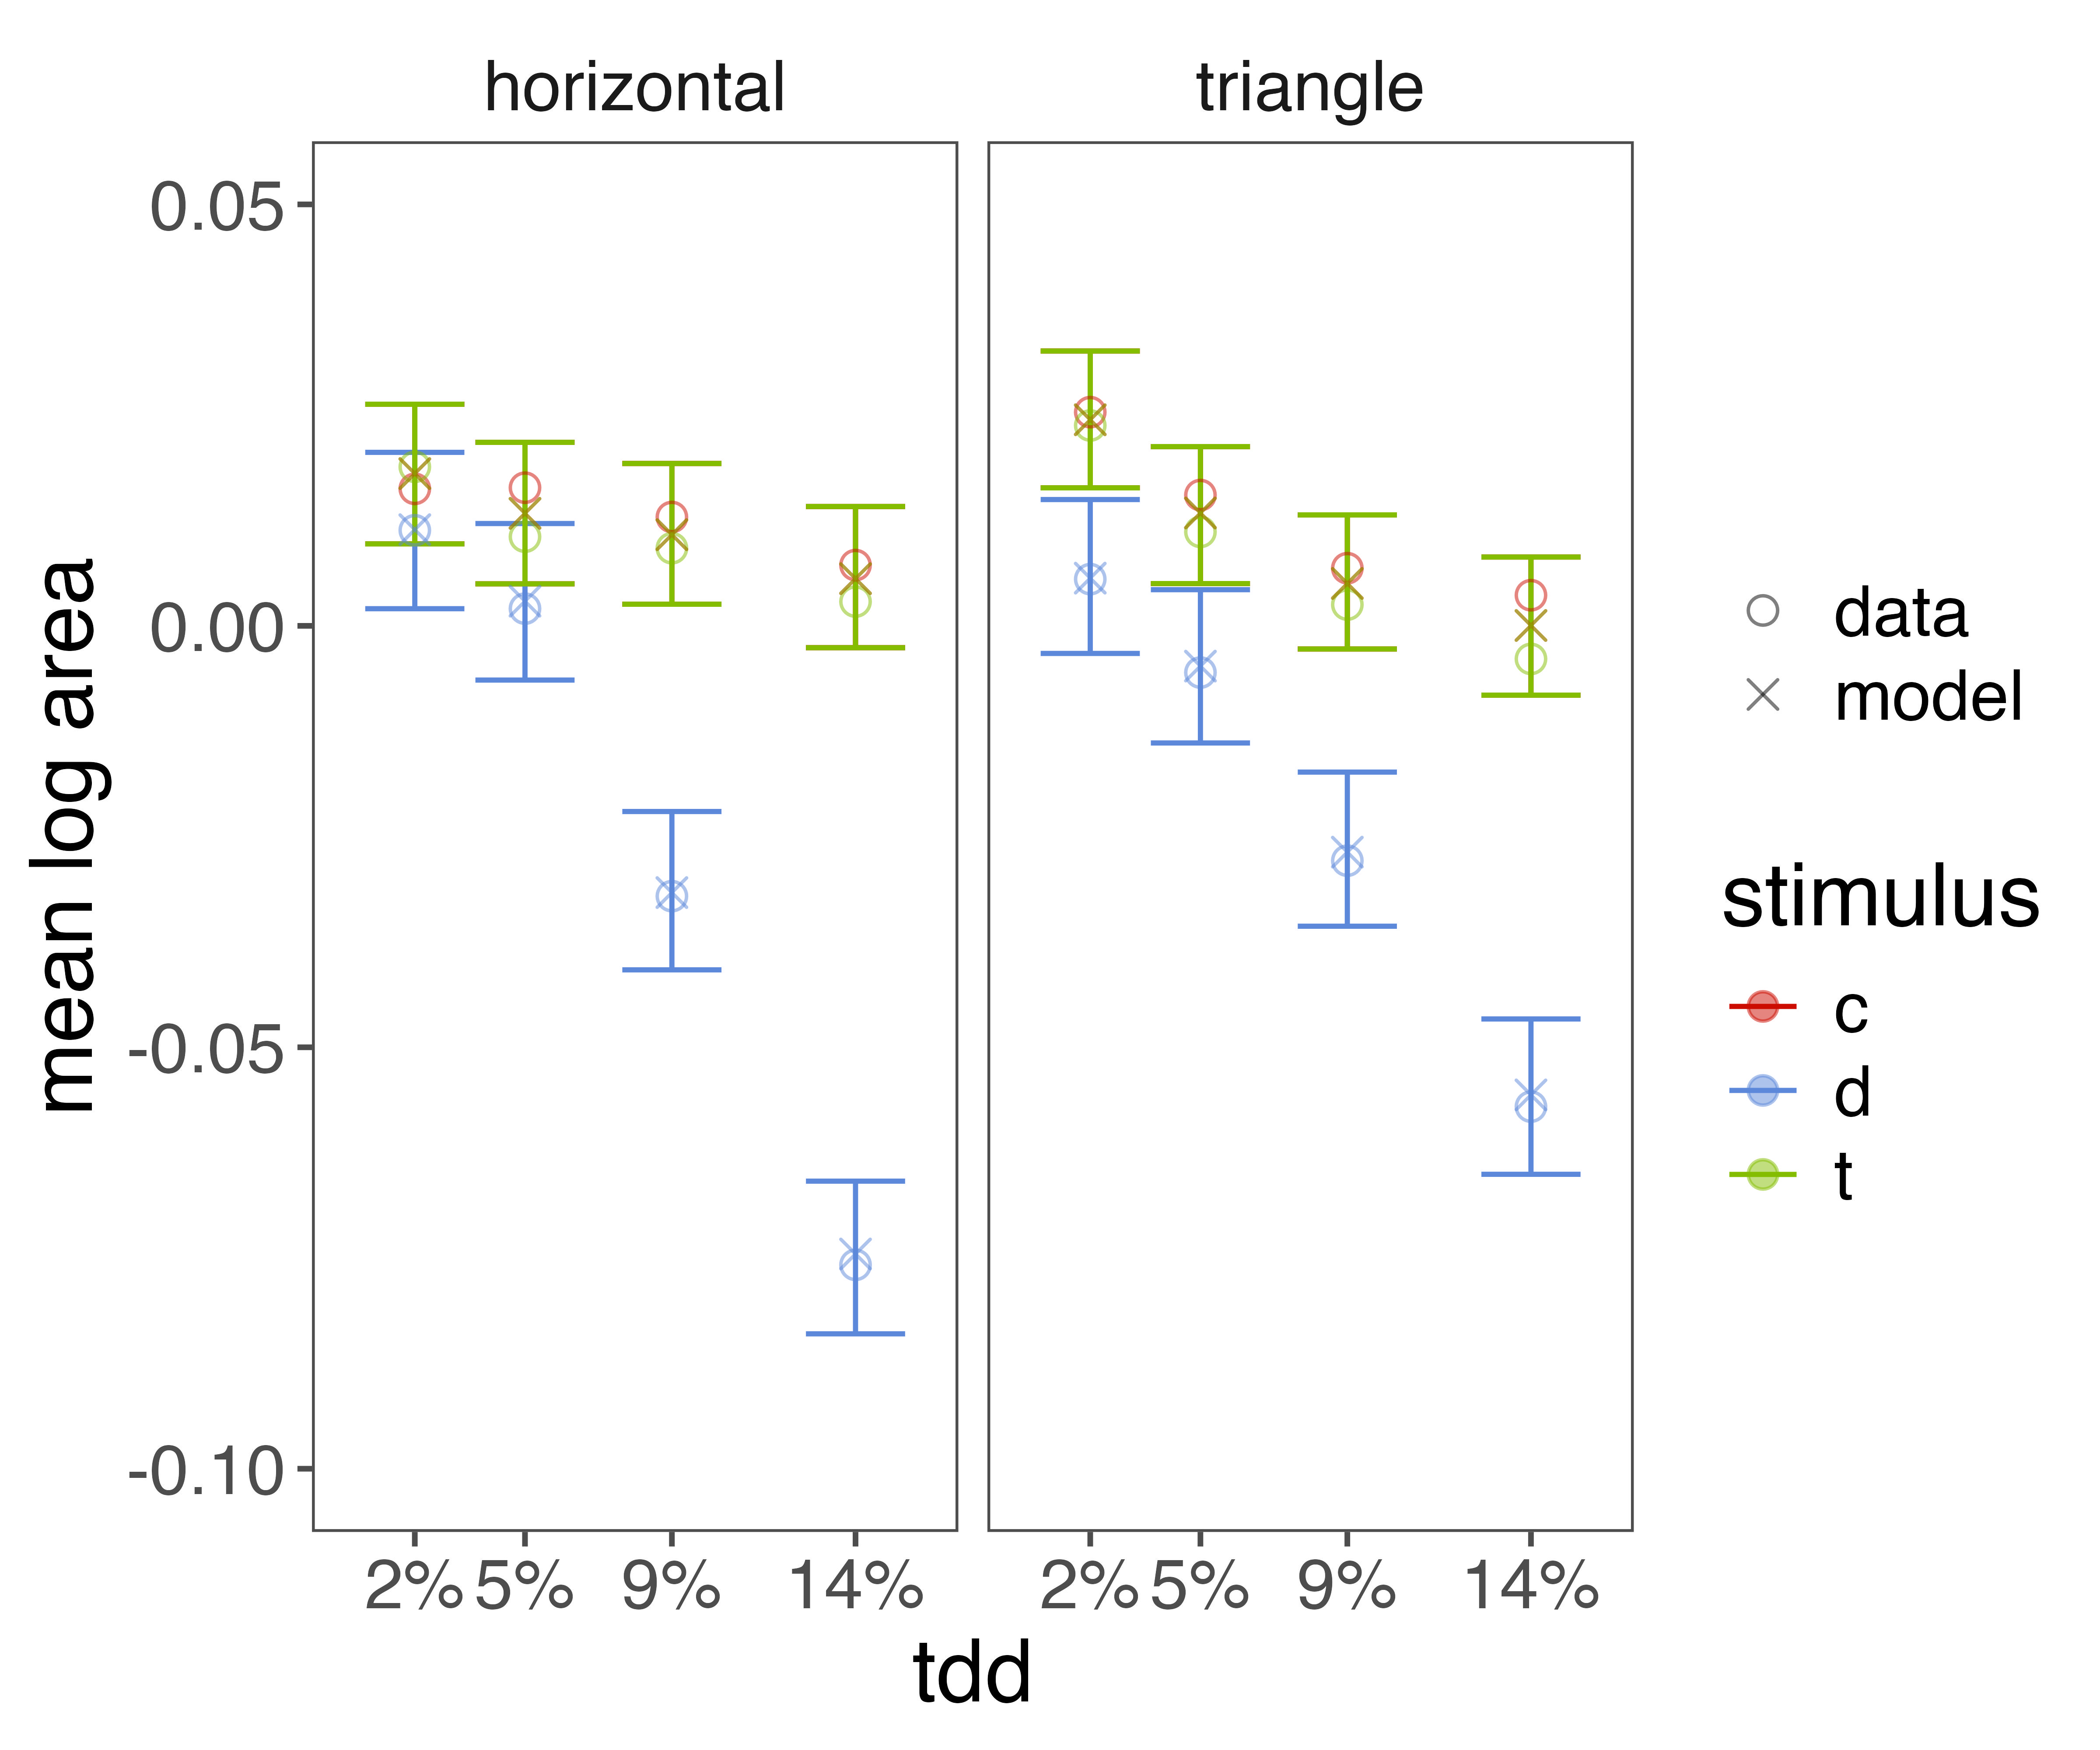 horizontal triangle
0.05
0.00
-0.05
-0.10
mean log area
2% 5% 9% 14% 2% 5% 9% 14%
tdd
data
model
stimulus
c
d
t